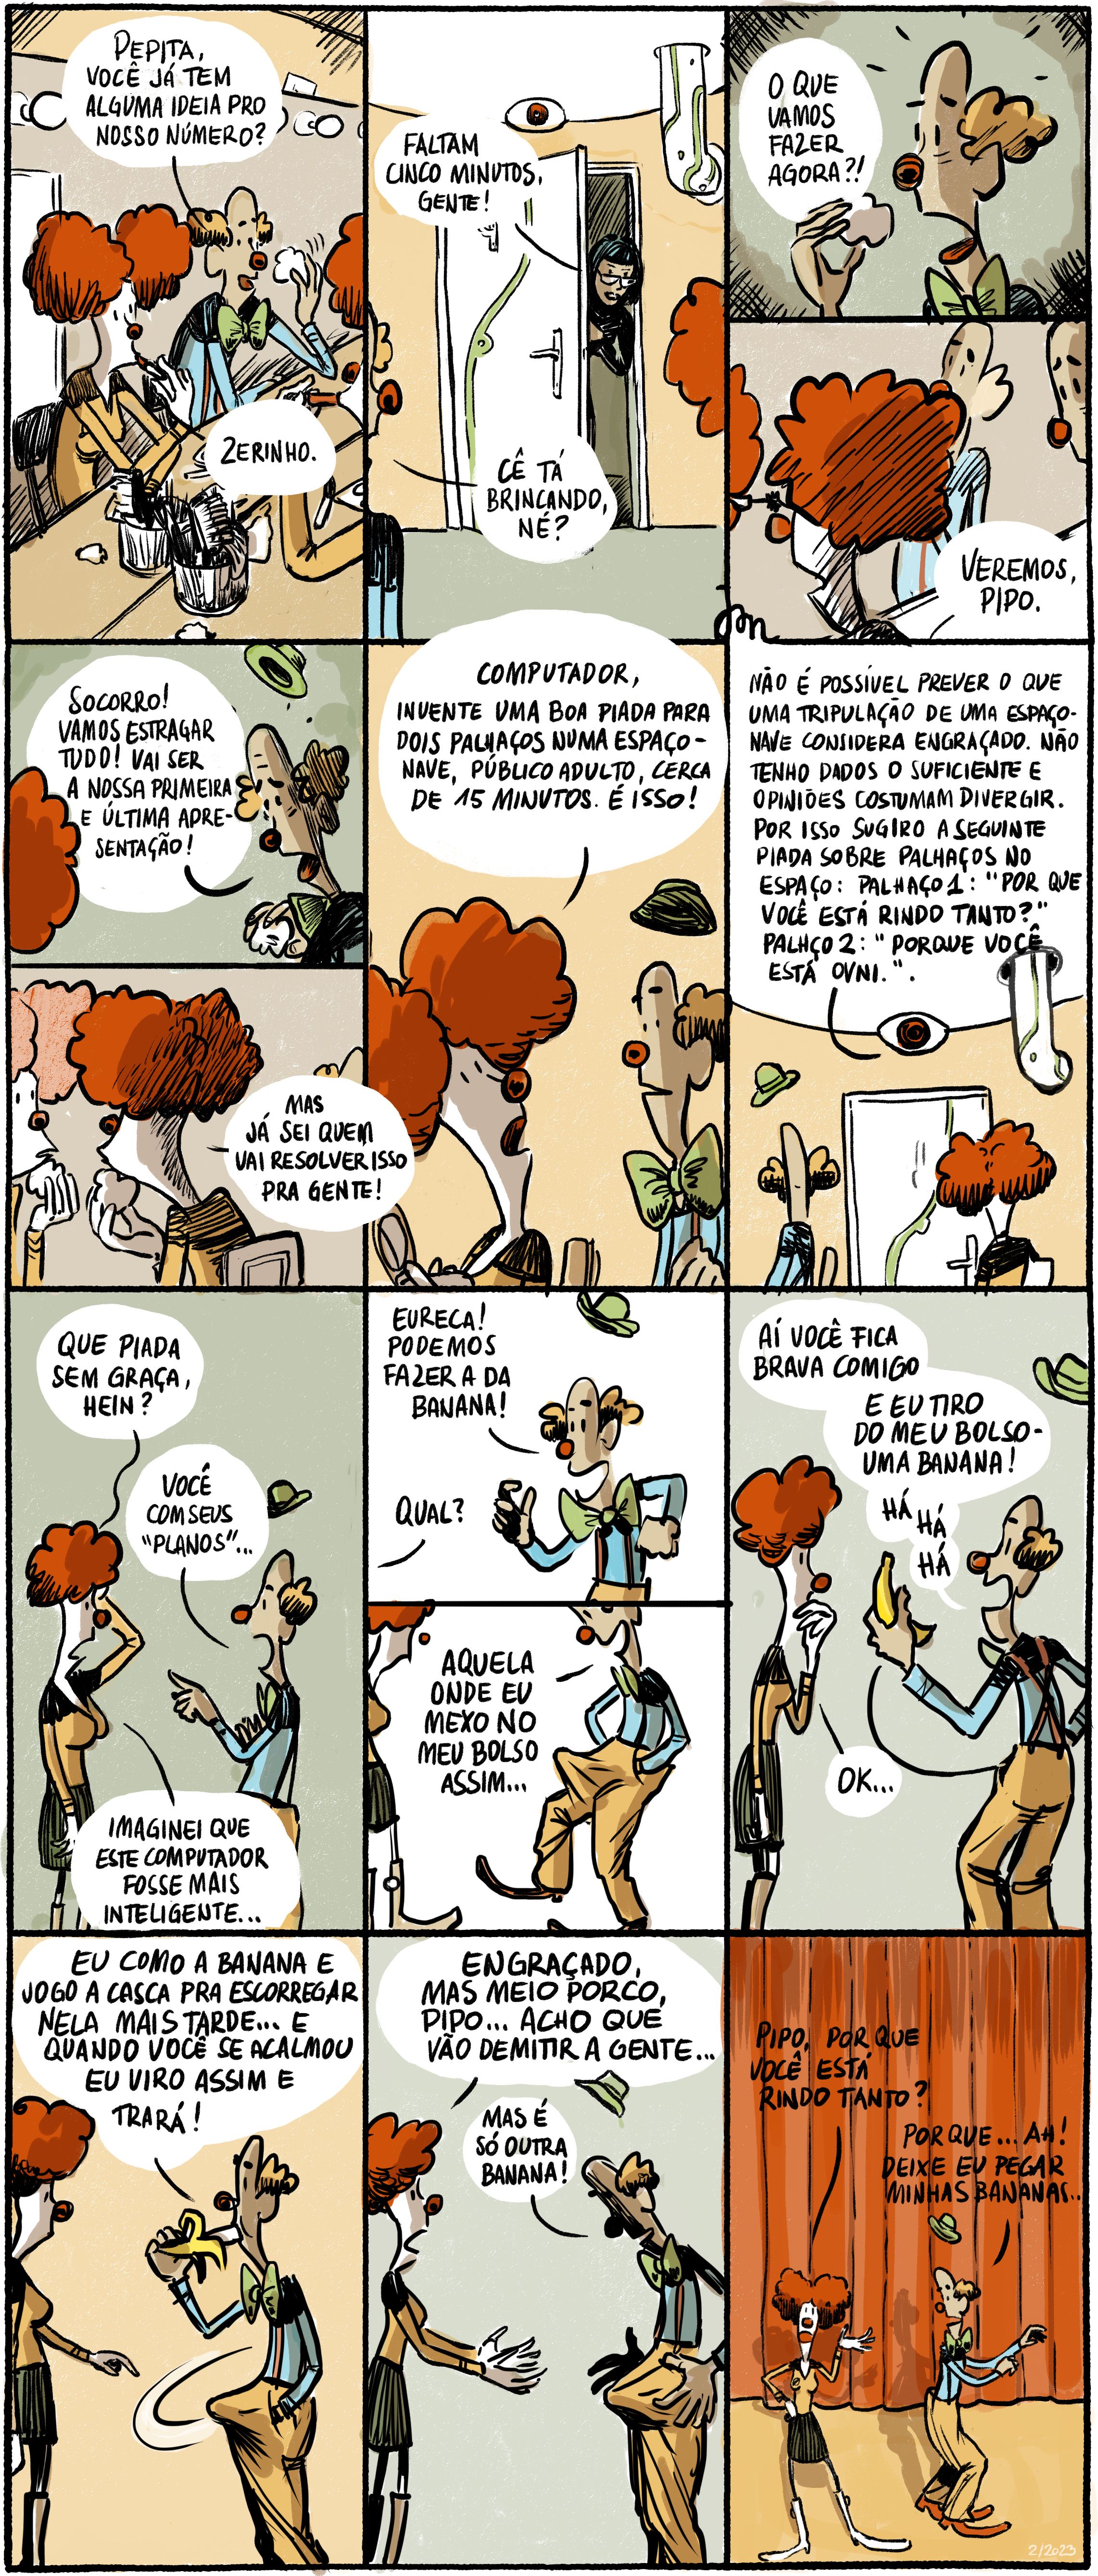 PEPITA,
VOCÊ JÁ TEM
ALGUMA IDEIA PRO
NOSSO NÚMERO?
ZERINHO.
FALTAM
CINCO MINUTOS,
GENTE!
CÊ TÁ
BRINCANDO,
NÉ?
O QUE
VAMOS
FAZER
AGORA?!
VEREMOS,
PIPO.
SOCORRO!
VAMOS ESTRAGAR
TUDO! VAI SER
A NOSSA PRIMEIRA
E ÚLTIMA APRE-
SENTAÇÃO!
MAS
JÁ SEI QUEM
VAI RESOLVER ISSO
PRA GENTE!
COMPUTADOR,
INVENTE UMA BOA PIADA PARA
DOIS PALHAÇOS NUMA ESPAÇO-
NAVE, PÚBLICO ADULTO, CERCA
DE 15 MINUTOS. É ISSO!
NÃO É POSSÍVEL PREVER O QUE
UMA TRIPULAÇÃO DE UMA ESPAÇO-
NAVE CONSIDERA ENGRAÇADO. NÃO
TENHO DADOS O SUFICIENTE E
OPINIÕES COSTUMAM DIVERGIR.
POR ISSO SUGIRO A SEGUINTE
PIADA SOBRE PALHAÇOS NO
ESPAÇO: PALHAÇO 1: "POR QUE
VOCÊ ESTÁ RINDO TANTO?"
PALHÇO 2: "PORQUE VOCÊ
ESTÁ OVNI.".
QUE PIADA
SEM GRAÇA,
HEIN?
VOCÊ
COM SEUS
"PLANOS"...
IMAGINEI QUE
ESTE COMPUTADOR
FOSSE MAIS
INTELIGENTE...
EURECA!
PODEMOS
FAZER A DA
BANANA!
QUAL?
AQUELA
ONDE EU
MEXO NO
MEU BOLSO
ASSIM...
AÍ VOCÊ FICA
BRAVA COMIGO
E EU TIRO
DO MEU BOLSO-
UMA BANANA!
HÁ
HÁ
HÁ
OK...
EU COMO A BANANA E
JOGO A CASCA PRA ESCORREGAR
NELA MAIS TARDE... E
QUANDO VOCÊ SE ACALMOU
EU VIRO ASSIM E
TRARÁ!
ENGRAÇADO,
MAS MEIO PORCO,
PIPO... ACHO QUE
VÃO DEMITIR A GENTE...
MAS É
SÓ OUTRA
BANANA!
PIPO, POR QUE
VOCÊ ESTÁ
RINDO TANTO?
PORQUE... AH!
DEIXE EU PEGAR
MINHAS BANANAS..
2/2023